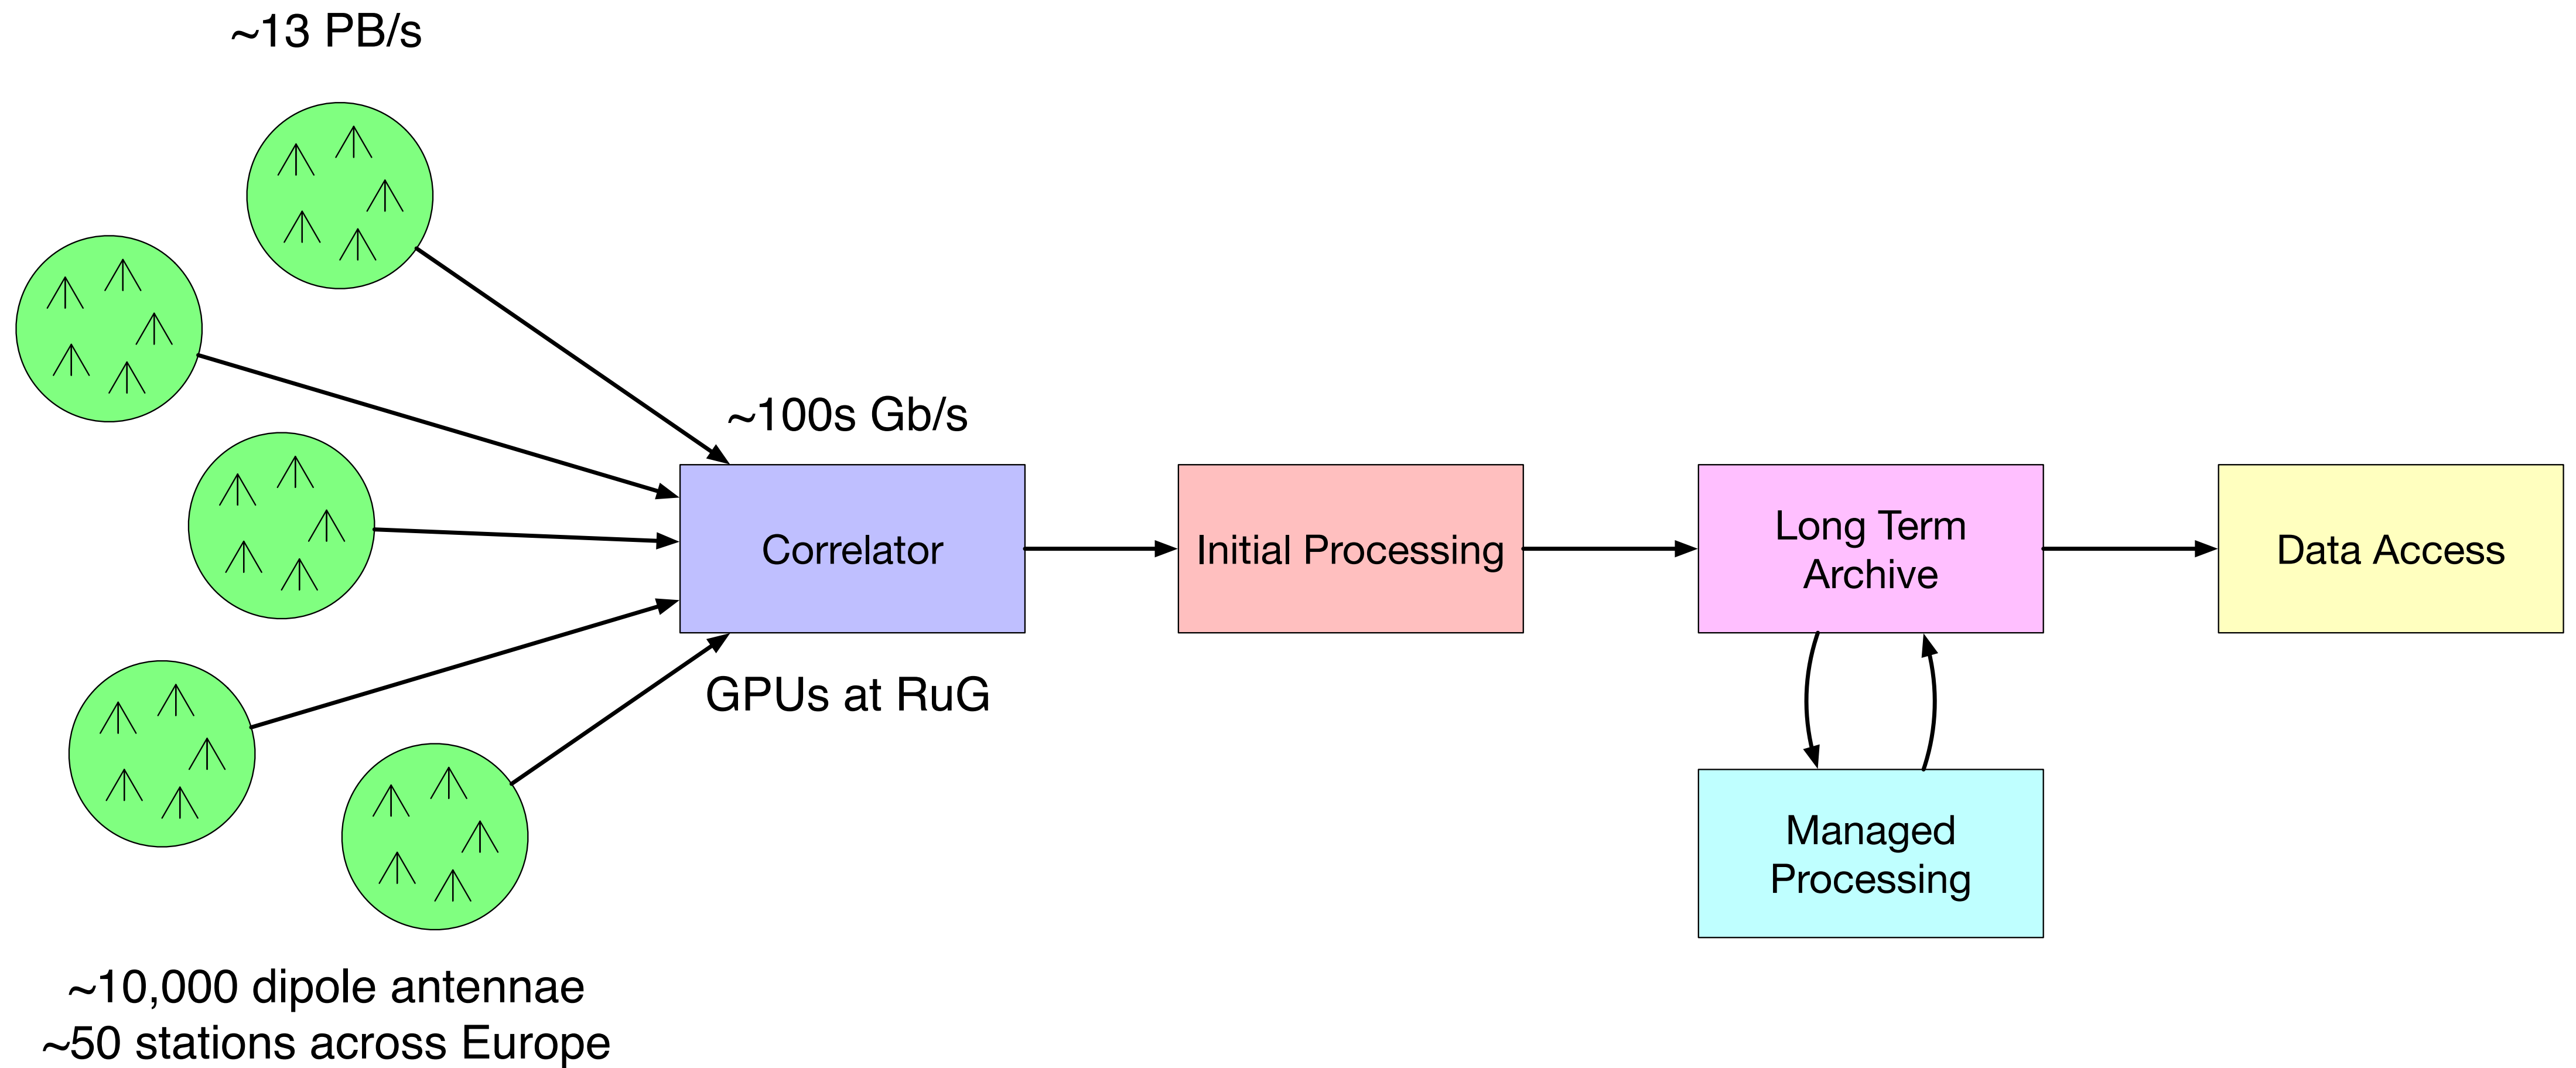 ~13 PB/s
~100s Gb/s
Correlator
GPUs at RuG
Initial Processing
Long Term
Archive
Data Access
Managed
Processing
~10,000 dipole antennae
~50 stations across Europe